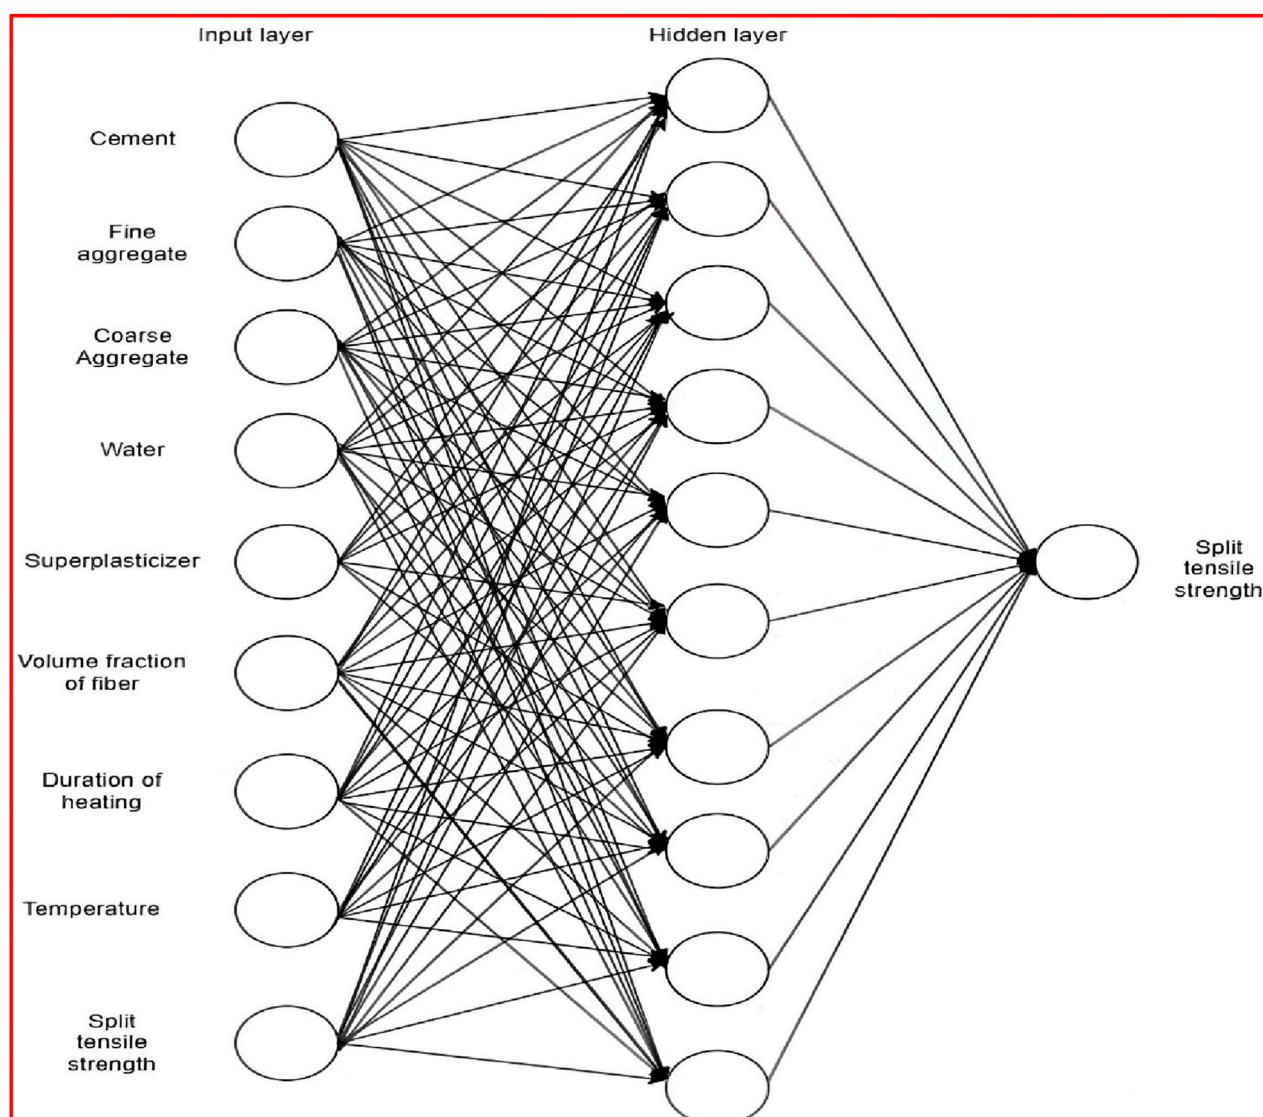 Input layer
Hidden layer
Cement
Fine
aggregate
Coarse
Aggregate
Water
Superplasticizer
Volume fraction
of fiber
Duration of
heating
Temperature
Split
tensile
strength
Split
tensile
strength